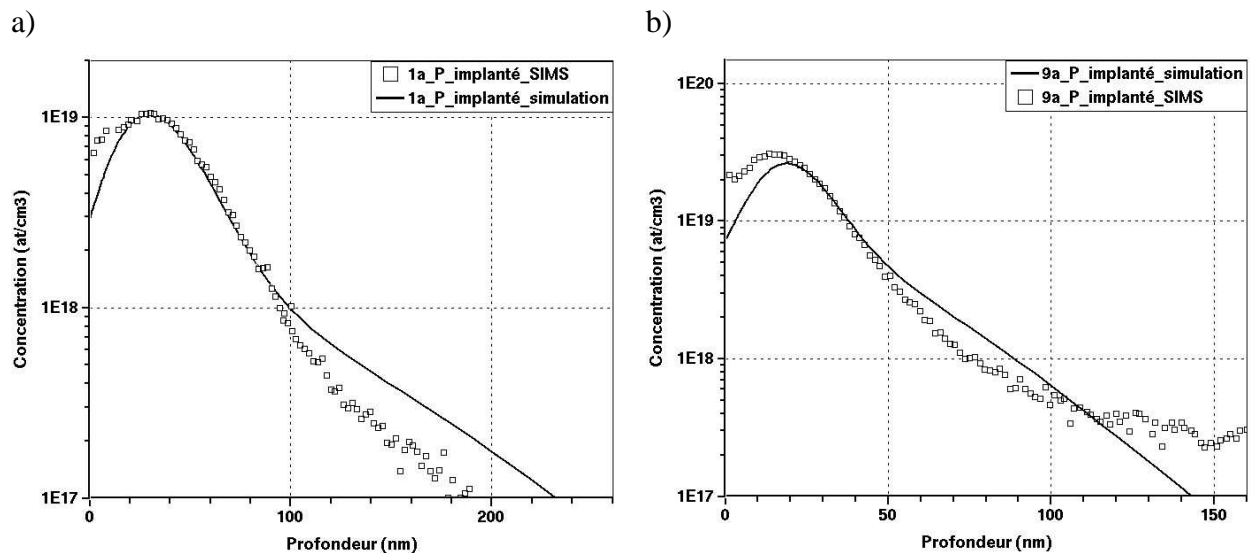 a)
1a_P_implanté_SIMS
1a_P_implanté_simulation
1E19
1E18
1E17
Concentration (at/cm3)
0
100
200
Profondeur (nm)
b)
9a_P_implanté_simulation
9a_P_implanté_SIMS
1E20
1E19
1E18
1E17
Concentration (at/cm3)
0
50
100
150
Profondeur (nm)